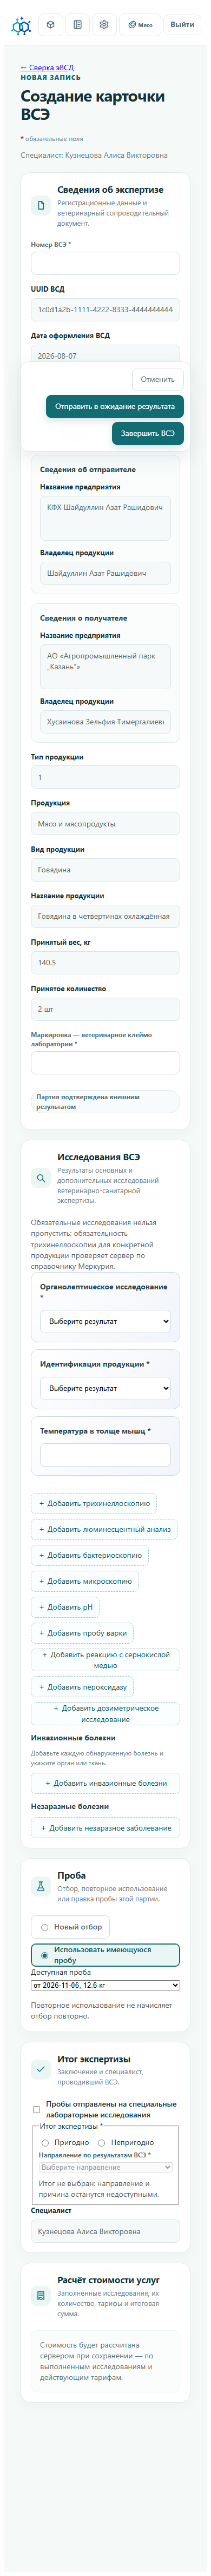 Мясо
Выйти
← Сверка эВСД
НОВАЯ ЗАПИСЬ
Создание карточки
ВСЭ
* обязательные поля
Специалист: Кузнецова Алиса Викторовна
Сведения об экспертизе
Регистрационные данные и
ветеринарный сопроводительный
документ.
Номер ВСЭ *
UUID ВСД
1c0d1a2b-1111-4222-8333-4444444444
Дата оформления ВСД
2026-08-07
Отменить
Отправить в ожидание результата
Завершить ВСЭ
Сведения об отправителе
Название предприятия
КФХ Шайдуллин Азат Рашидович
Владелец продукции
Шайдуллин Азат Рашидович
Сведения о получателе
Название предприятия
АО «Агропромышленный парк
„Казань“»
Владелец продукции
Хусаинова Зельфия Тимергалиевн
Тип продукции
1
Продукция
Мясо и мясопродукты
Вид продукции
Говядина
Название продукции
Говядина в четвертинах охлаждённая
Принятый вес, кг
140.5
Принятое количество
2 шт
Маркировка — ветеринарное клеймо
лаборатории *
Партия подтверждена внешним
результатом
Исследования ВСЭ
Результаты основных и
дополнительных исследований
ветеринарно-санитарной
экспертизы.
Обязательные исследования нельзя
пропустить; обязательность
трихинеллоскопии для конкретной
продукции проверяет сервер по
справочнику Меркурия.
Органолептическое исследование
*
Выберите результат
Идентификация продукции *
Выберите результат
Температура в толще мышц *
+ Добавить трихинеллоскопию
+ Добавить люминесцентный анализ
+ Добавить бактериоскопию
+ Добавить микроскопию
+ Добавить pH
+ Добавить пробу варки
+ Добавить реакцию с сернокислой
медью
+ Добавить пероксидазу
+ Добавить дозиметрическое
исследование
Инвазионные болезни
Добавьте каждую обнаруженную болезнь и
укажите орган или ткань.
+ Добавить инвазионные болезни
Незаразные болезни
+ Добавить незаразное заболевание
Проба
Отбор, повторное использование
или правка пробы этой партии.
Новый отбор
Использовать имеющуюся
пробу
Доступная проба
от 2026-11-06, 12.6 кг
Повторное использование не начисляет
отбор повторно.
Итог экспертизы
Заключение и специалист,
проводивший ВСЭ.
Пробы отправлены на специальные
лабораторные исследования
Итог экспертизы *
Пригодно
Непригодно
Направление по результатам ВСЭ *
Выберите направление
Итог не выбран: направление и
причина останутся недоступными.
Специалист
Кузнецова Алиса Викторовна
Расчёт стоимости услуг
Заполненные исследования, их
количество, тарифы и итоговая
сумма.
Стоимость будет рассчитана
сервером при сохранении — по
выполненным исследованиям и
действующим тарифам.